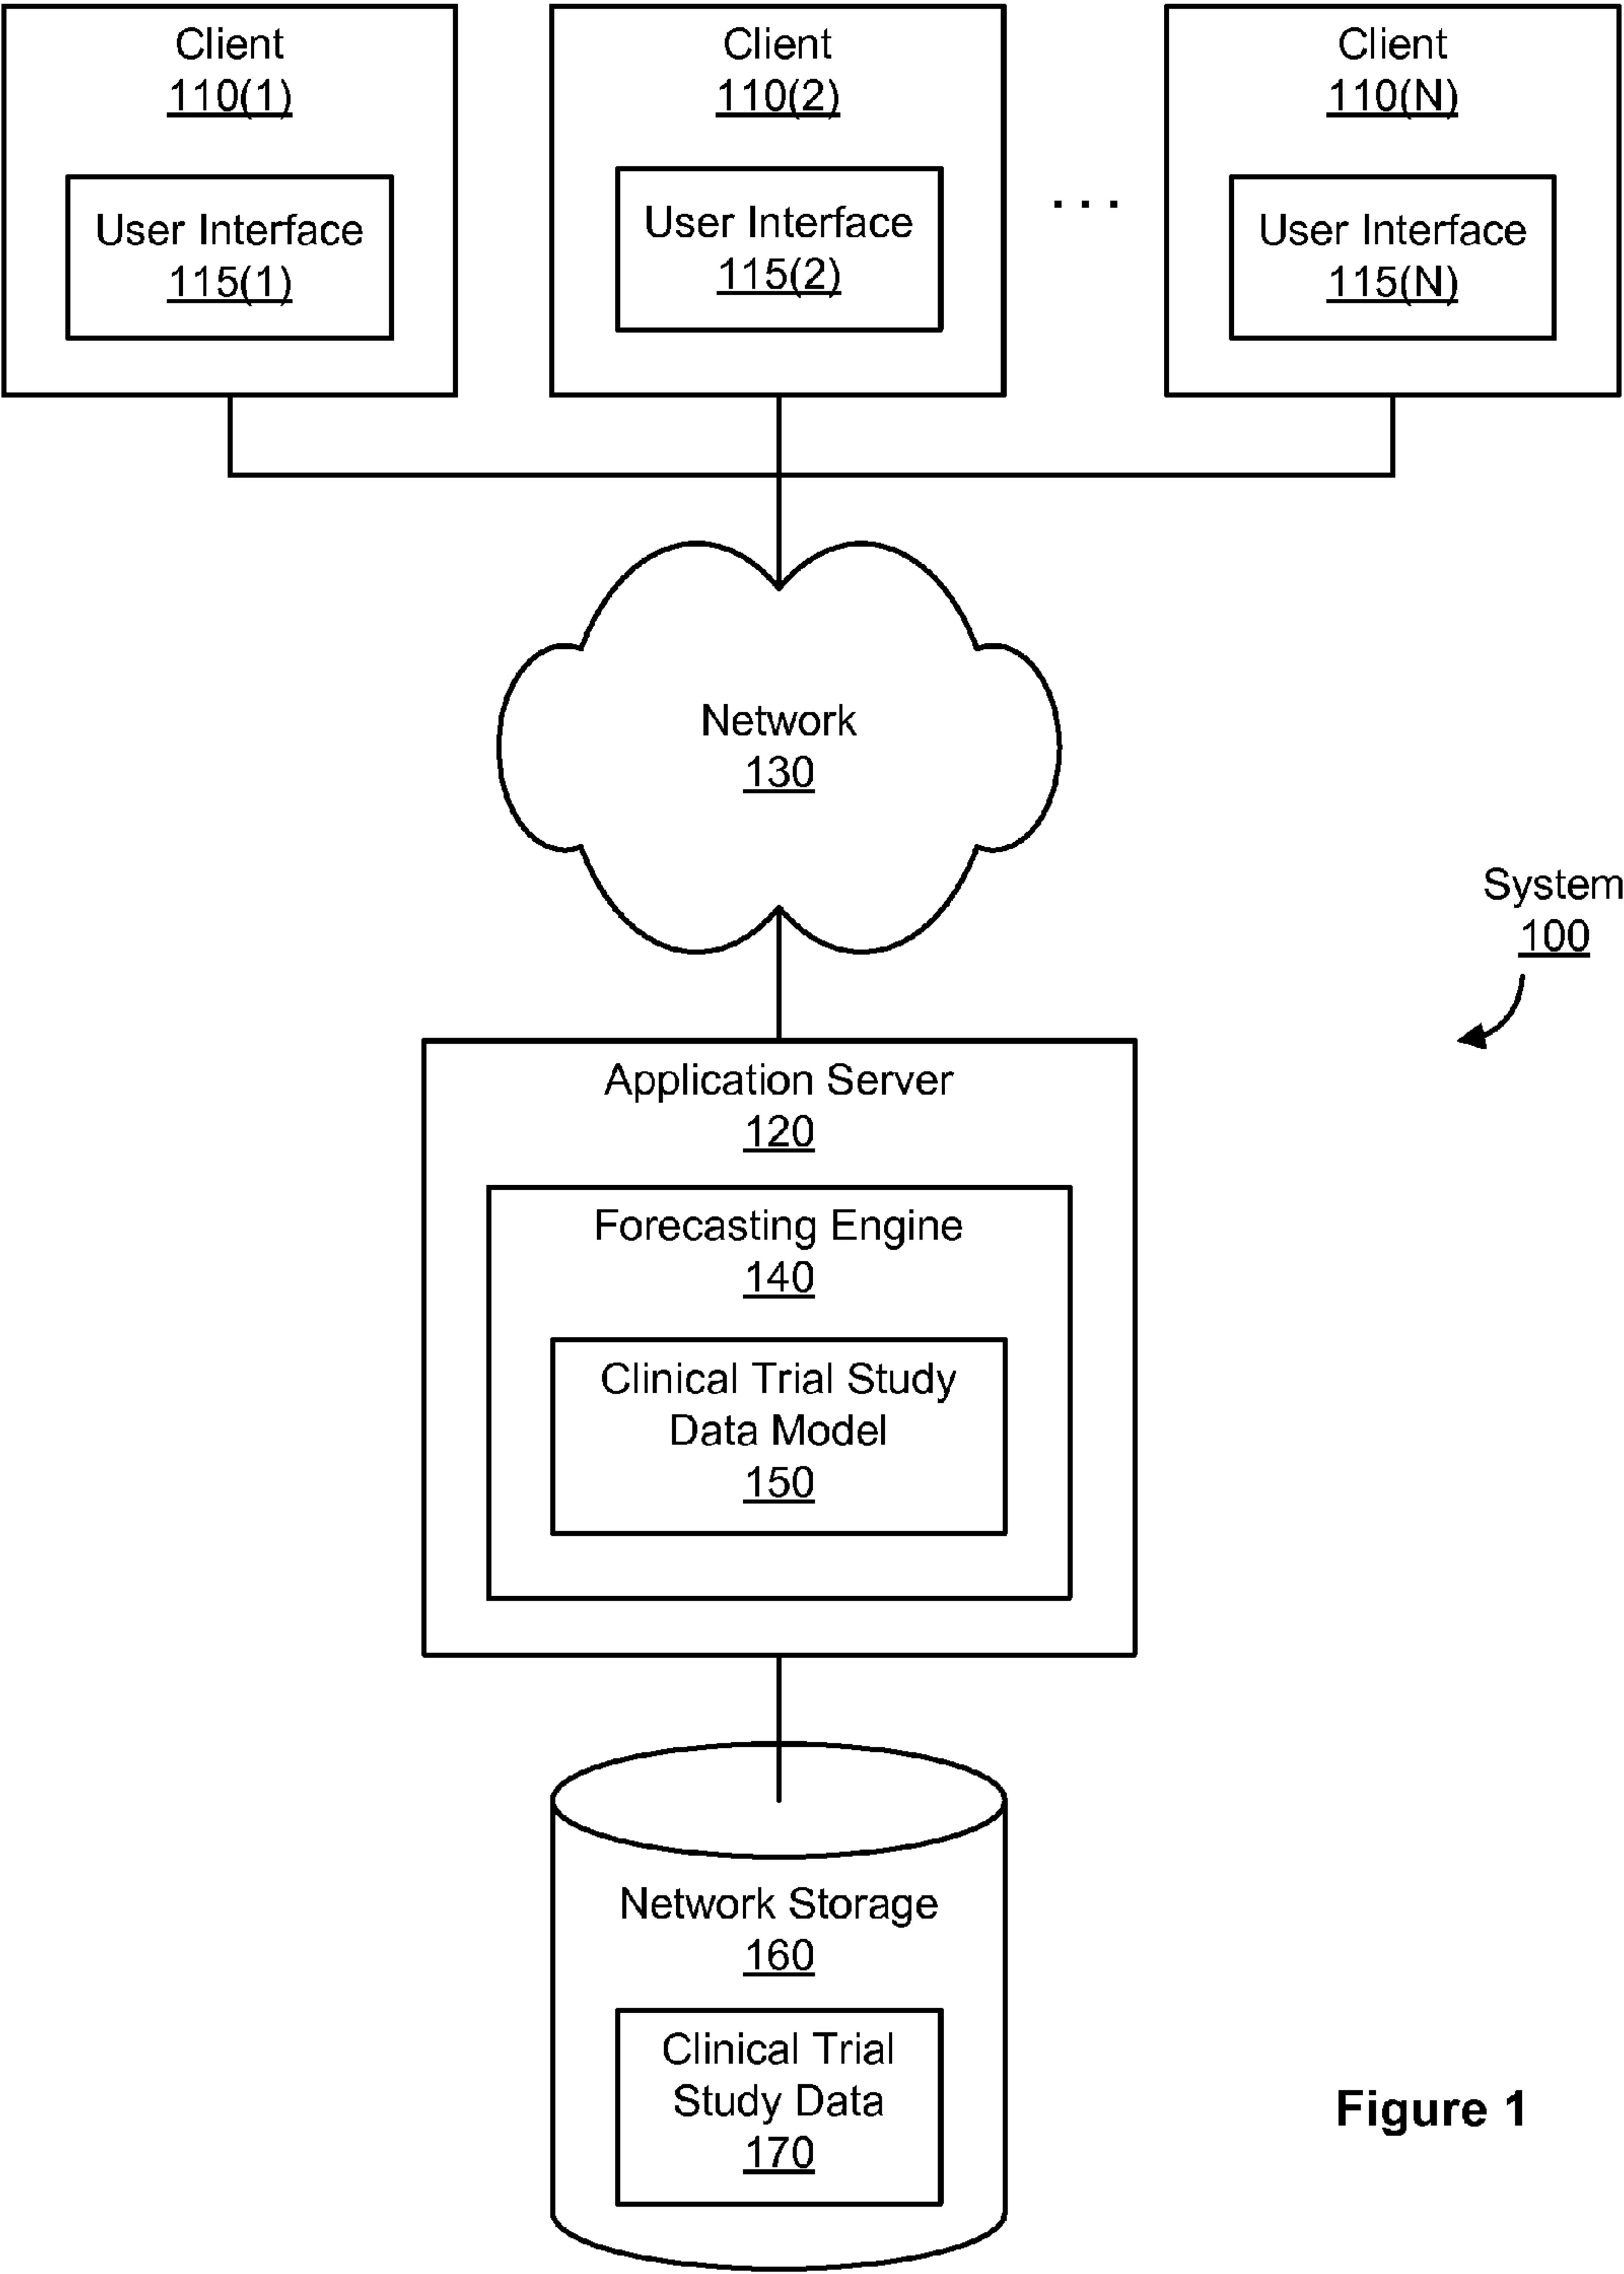 Client
110(1)
User Interface
115(1)
Client
110(2)
User Interface
115(2)
. . .
Client
110(N)
User Interface
115(N)
Network
130
System
100
Application Server
120
Forecasting Engine
140
Clinical Trial Study
Data Model
150
Network Storage
160
Clinical Trial
Study Data
170
Figure 1